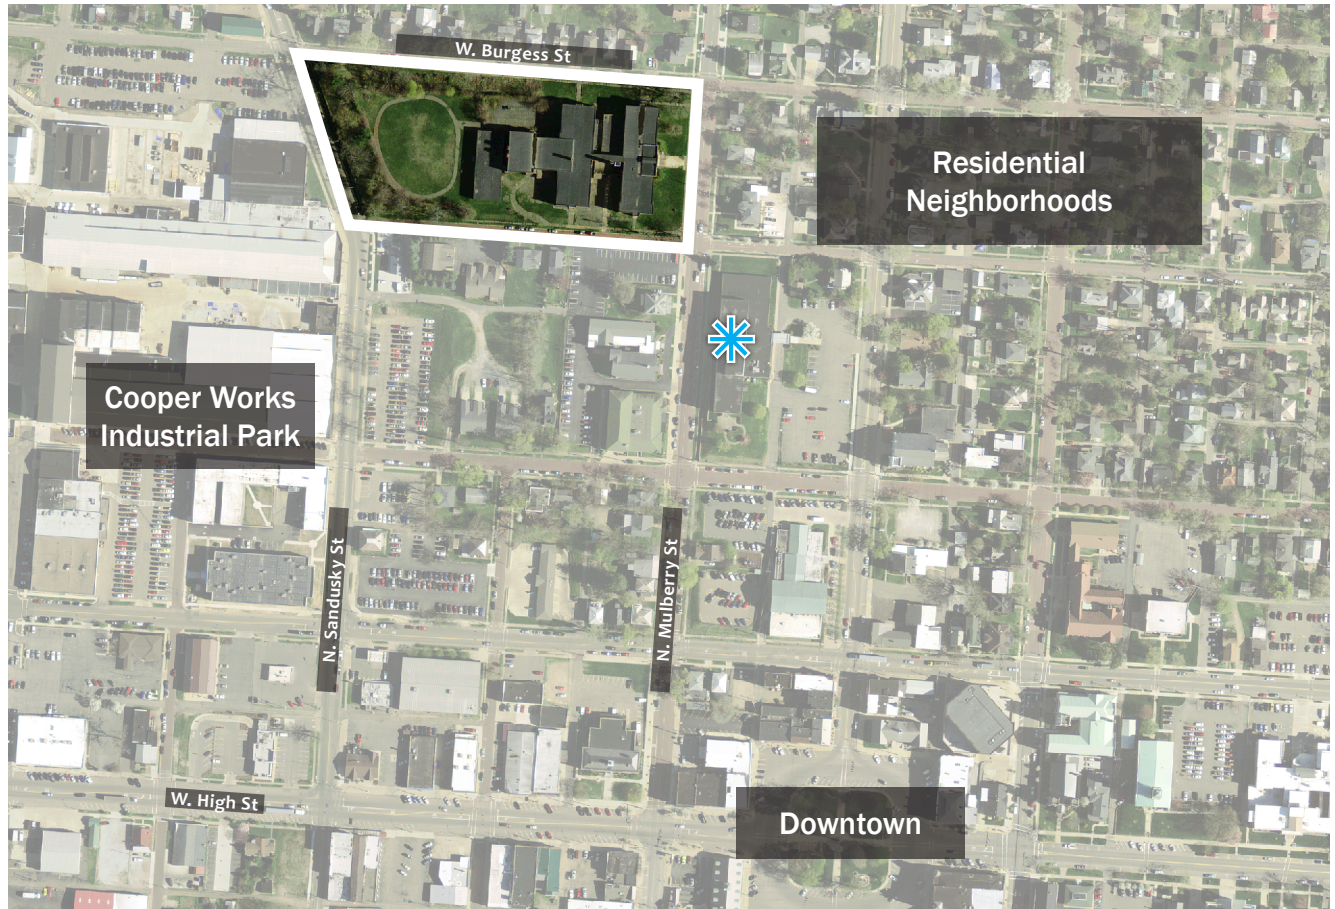 W. Burgess St
Residential
Neighborhoods
Cooper Works
Industrial Park
N. Sandusky St
N. Mulberry St
W. High St
Downtown